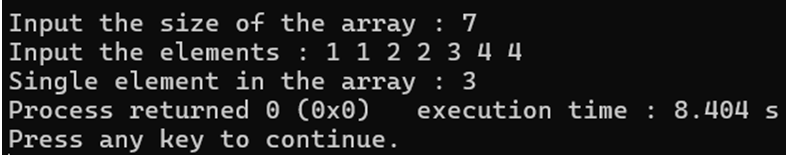 Input the size of the array : 7
Input the elements : 1 1 2 2 3 4 4
Single element in the array : 3
Process returned 0 (0x0)   execution time : 8.404 s
Press any key to continue.